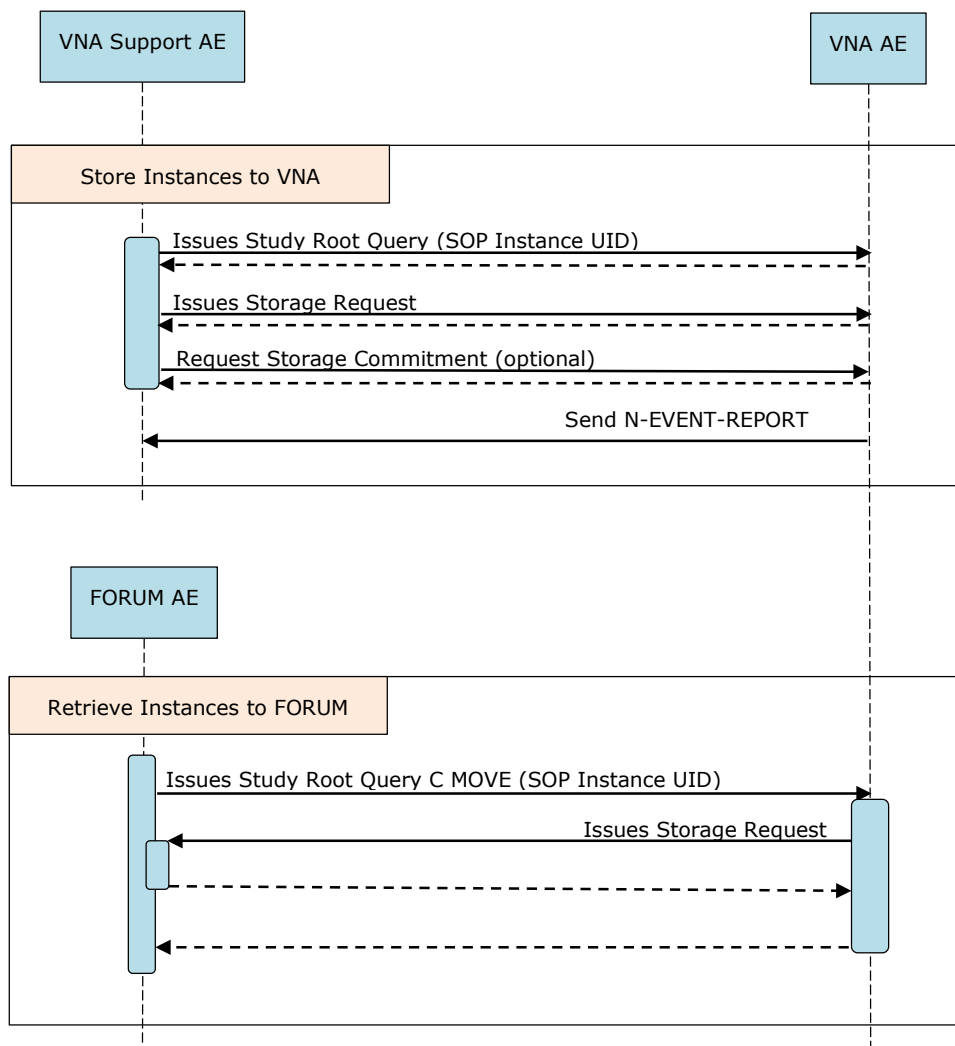 VNA Support AE
VNA AE
Store Instances to VNA
Issues Study Root Query (SOP Instance UID)
Issues Storage Request
Request Storage Commitment (optional)
Send N-EVENT-REPORT
FORUM AE
Retrieve Instances to FORUM
Issues Study Root Query C MOVE (SOP Instance UID)
Issues Storage Request